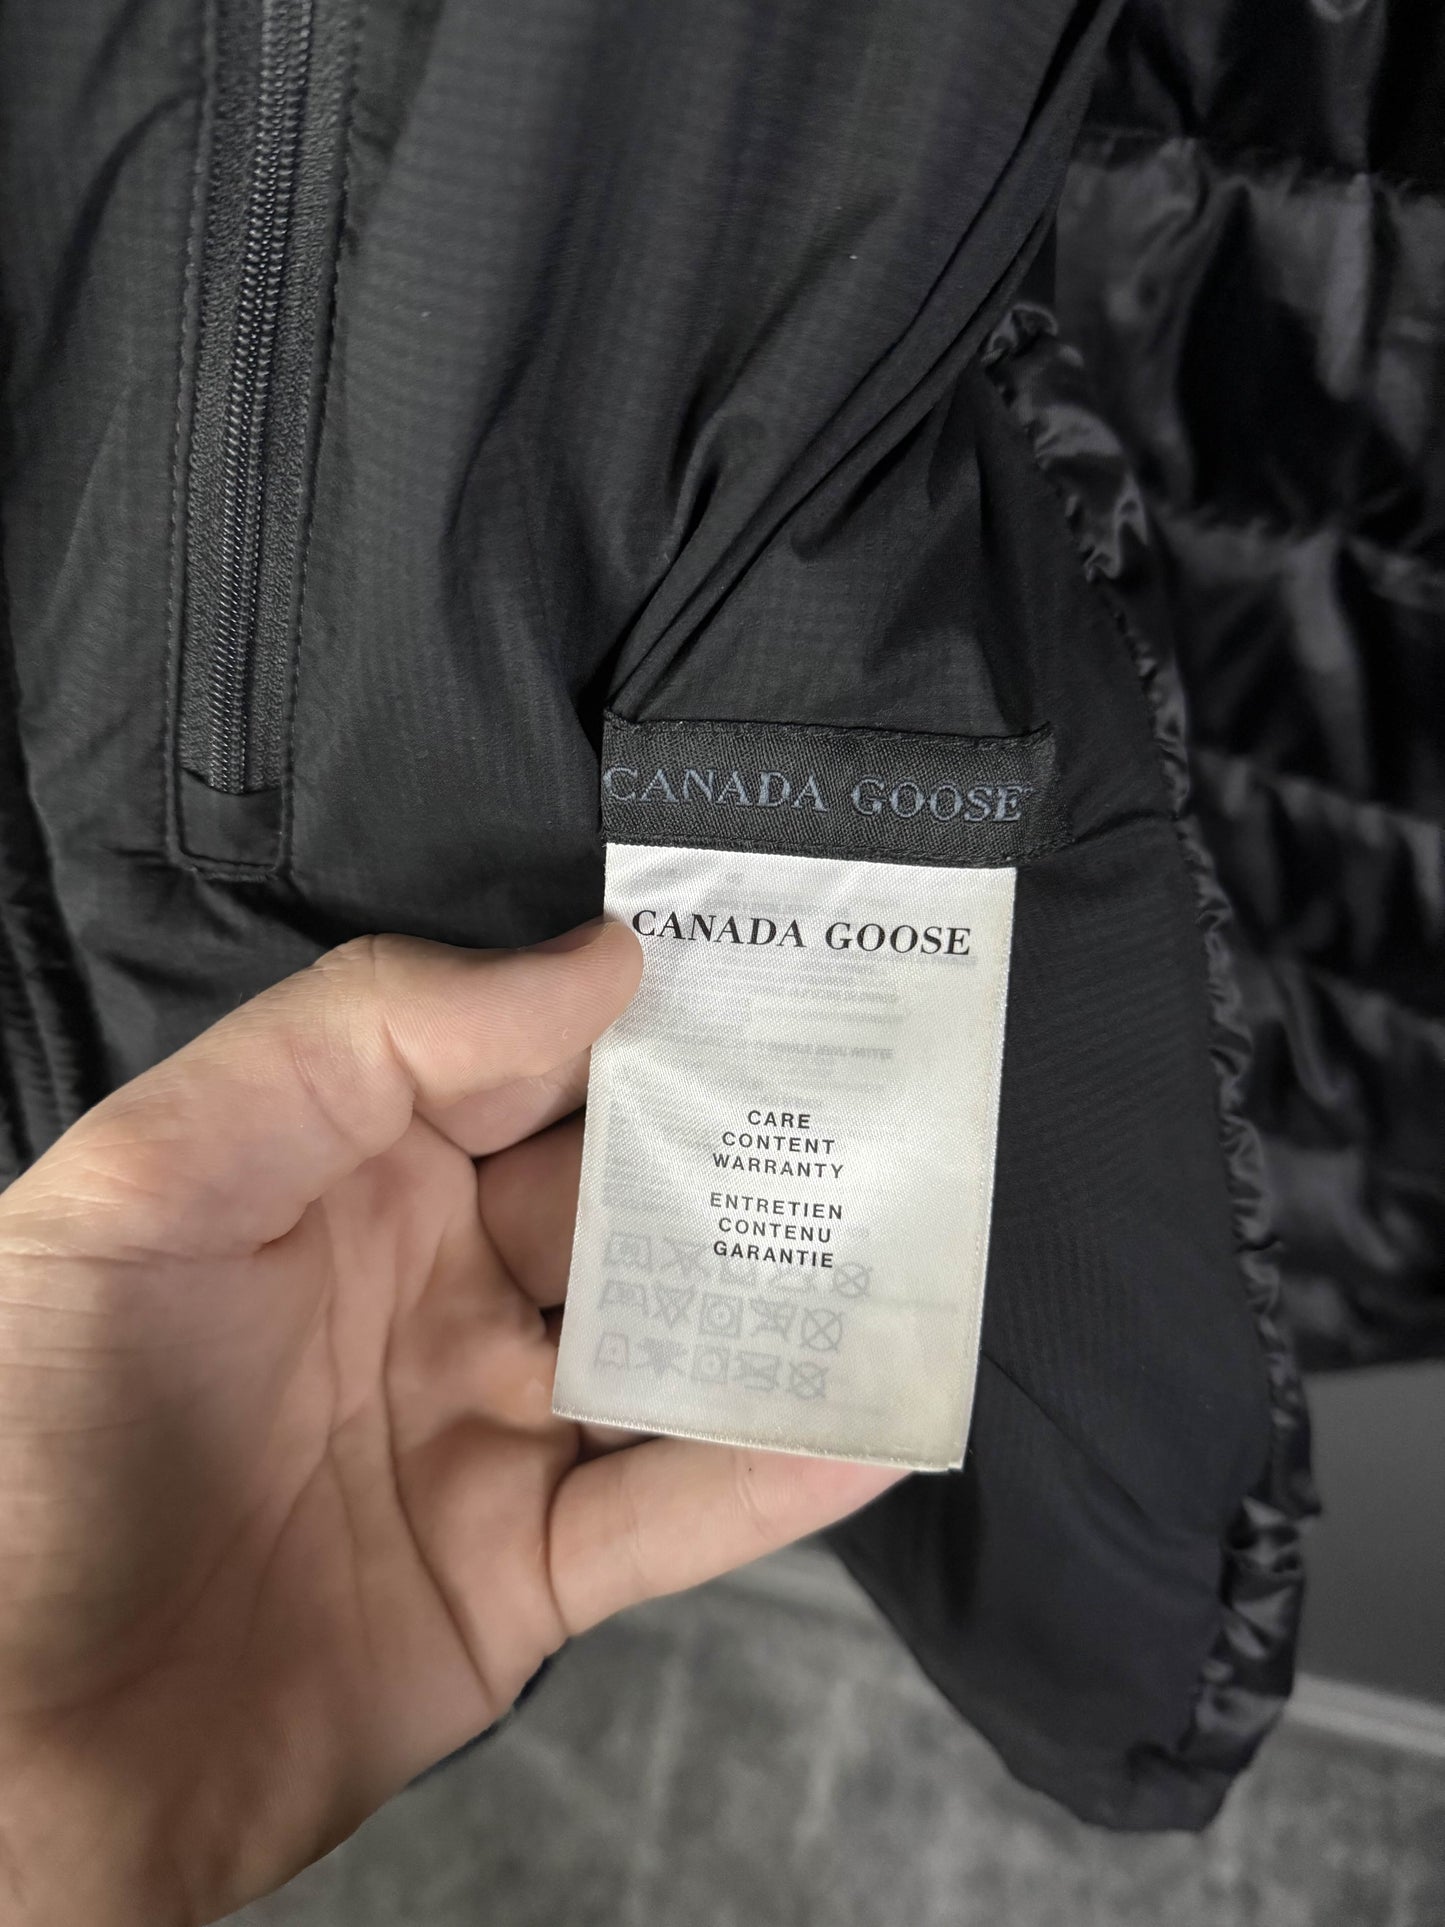 CANADA GOOSE
CANADA GOOSE
CARE
CONTENT
WARRANTY
ENTRETIEN
CONTENU
GARANTIE